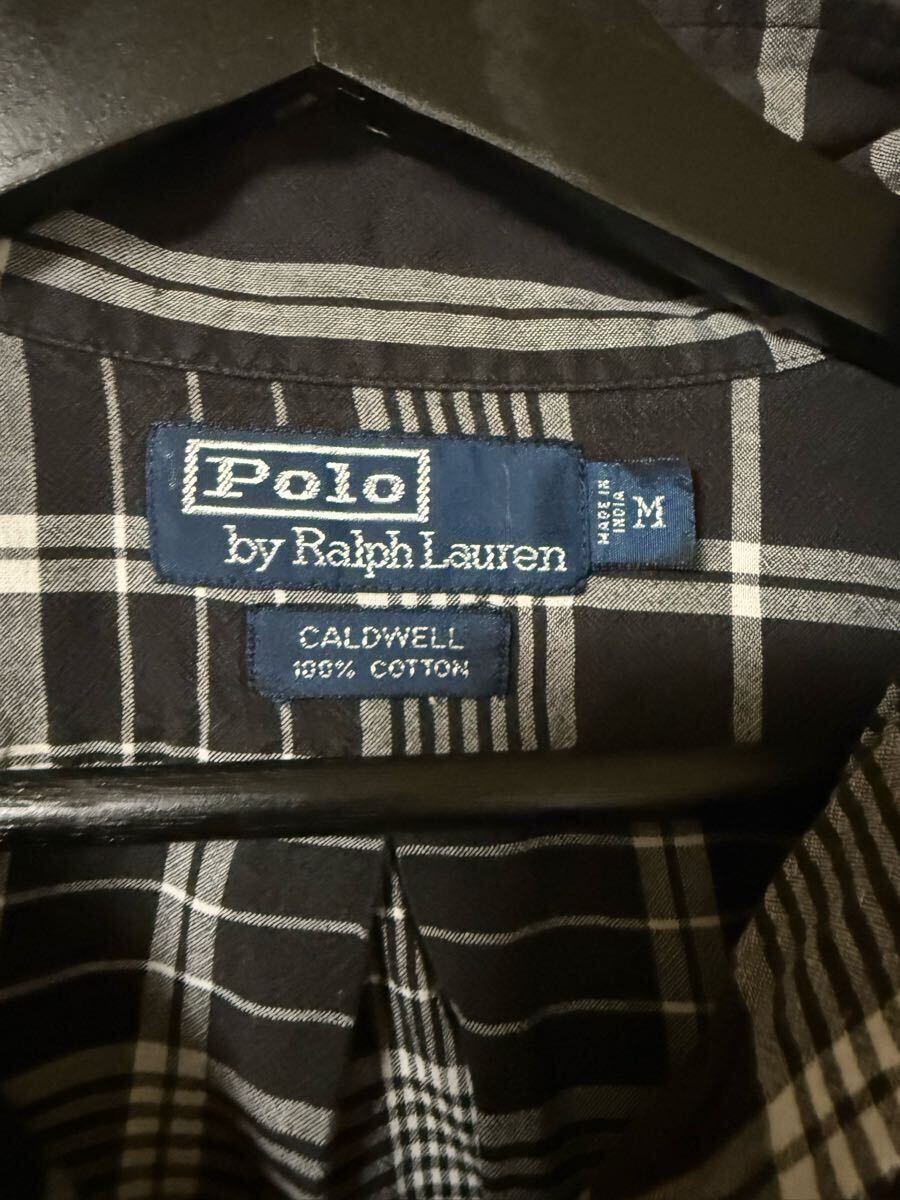 Polo
by Ralph Lauren
MADE IN
INDIA
M
CALDWELL
100% COTTON